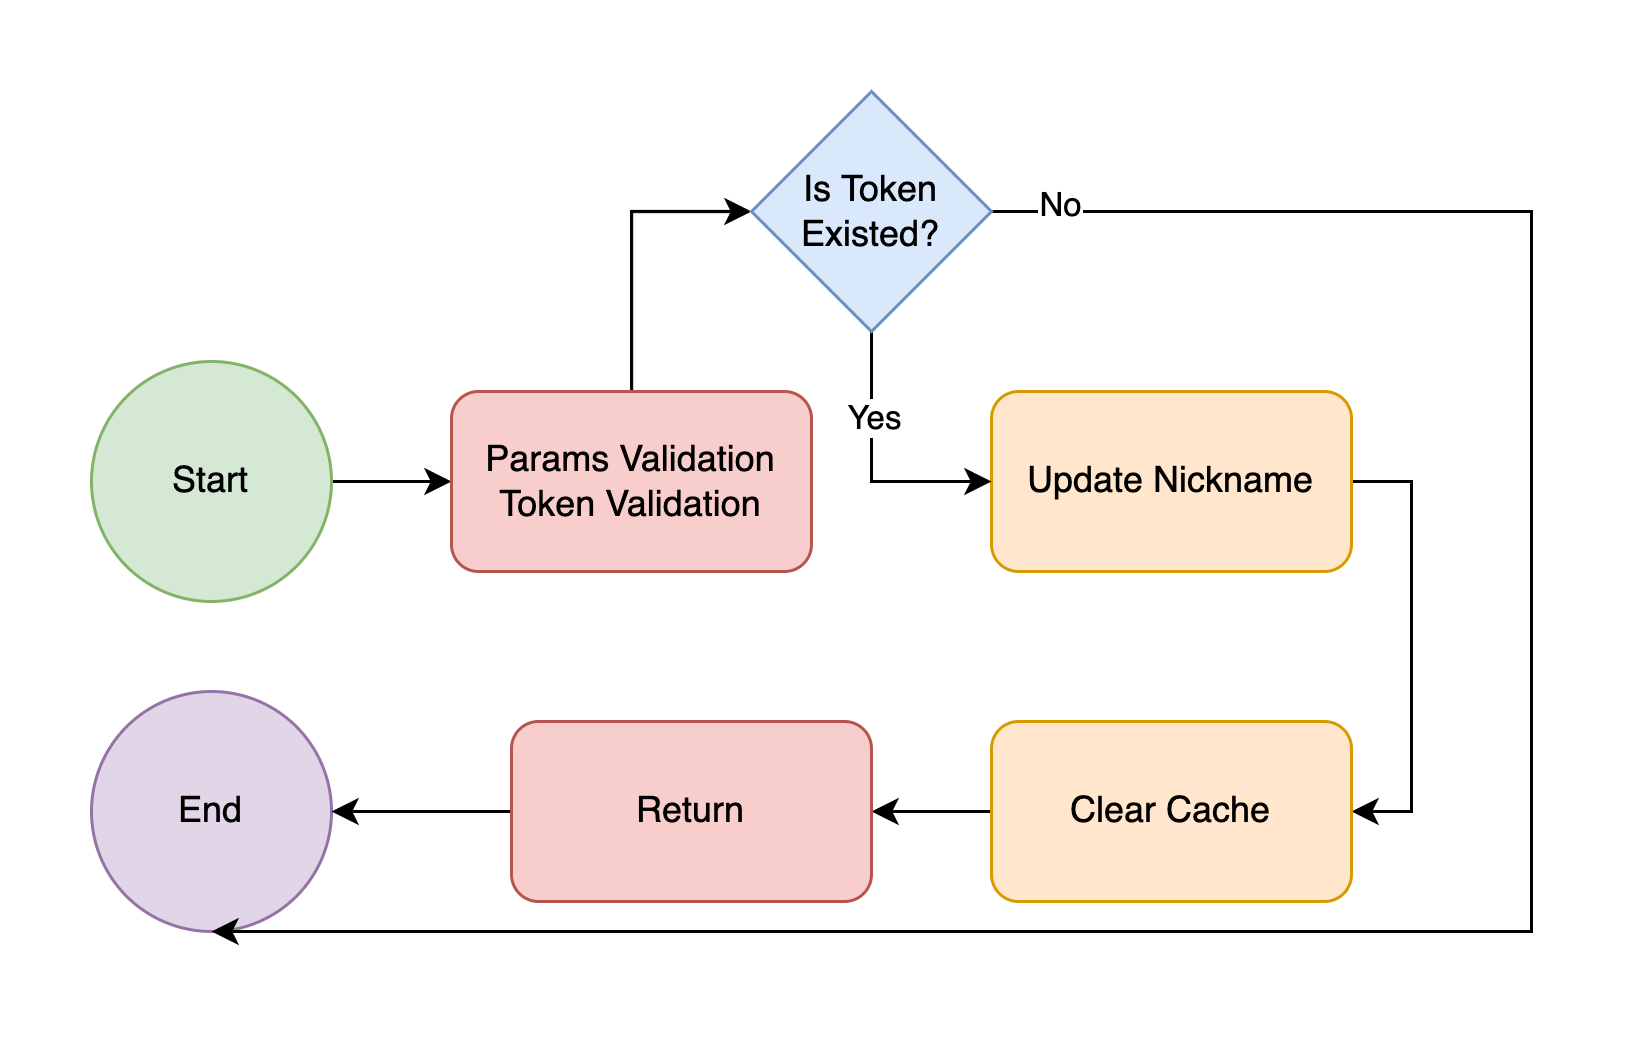 Is Token
Existed?
No
Yes
Start
Params Validation
Token Validation
Update Nickname
End
Return
Clear Cache